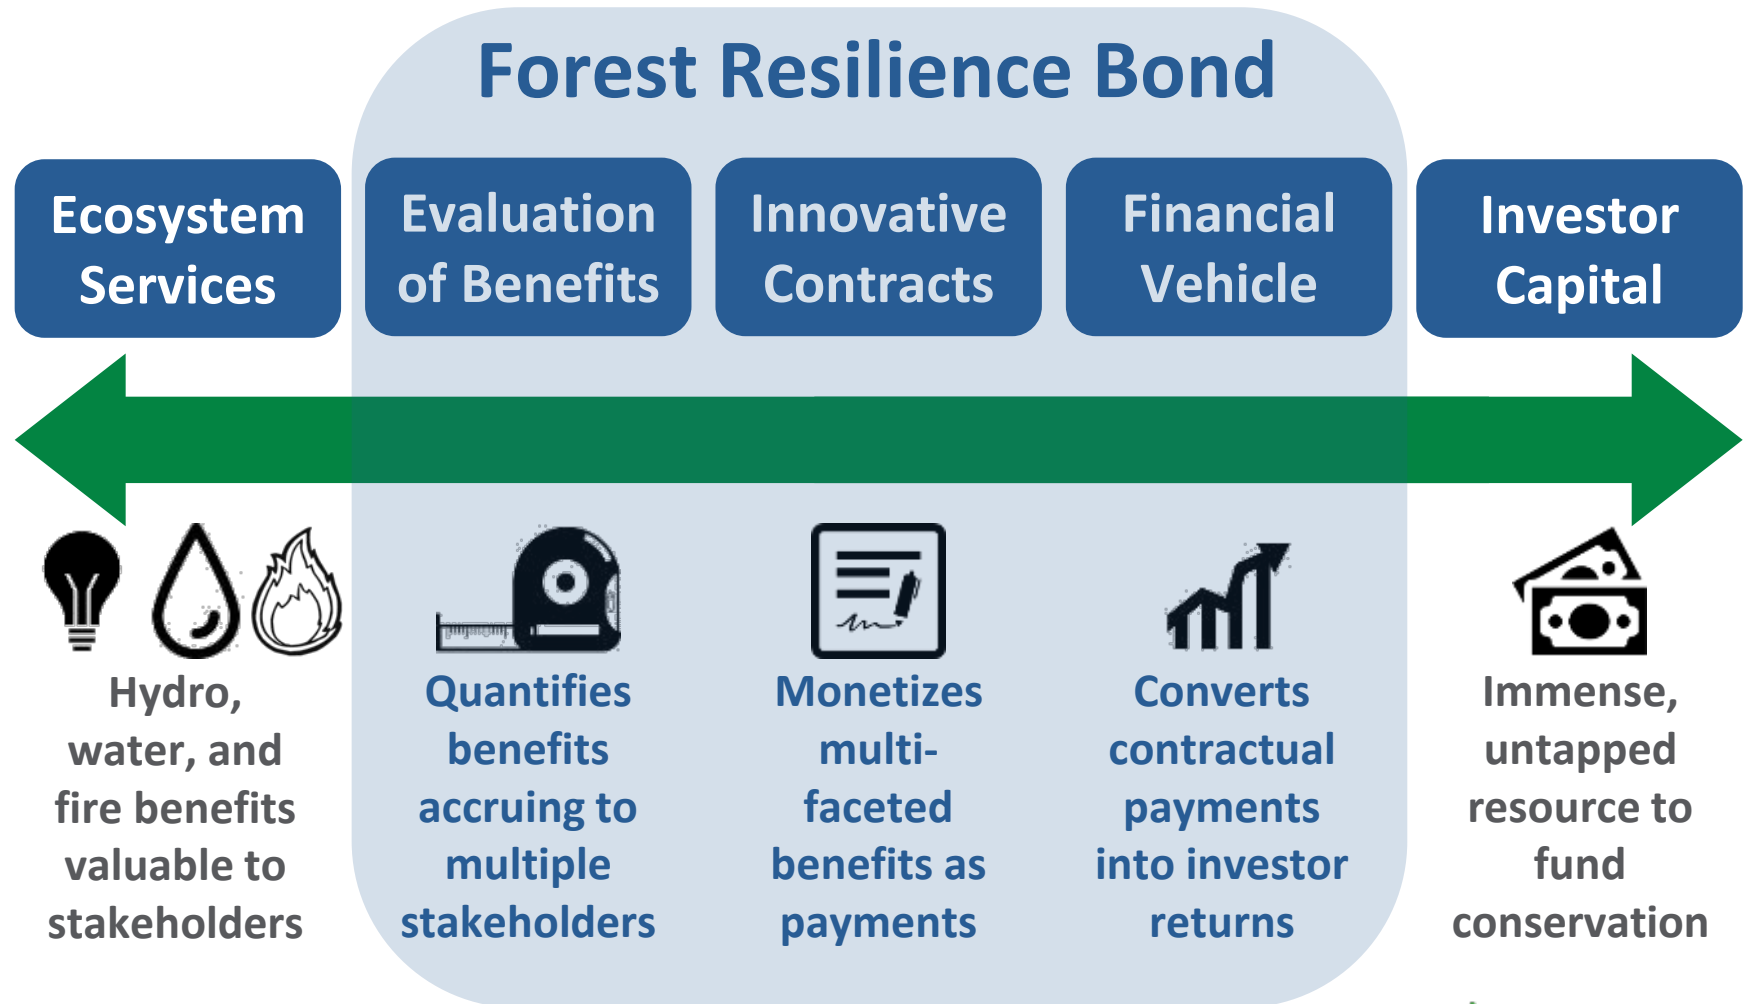 Forest Resilience Bond
Ecosystem
Services
Evaluation
of Benefits
Innovative
Contracts
Financial
Vehicle
Investor
Capital
Hydro,
water, and
fire benefits
valuable to
stakeholders
Quantifies
benefits
accruing to
multiple
stakeholders
Monetizes
multi-
faceted
benefits as
payments
Converts
contractual
payments
into investor
returns
Immense,
untapped
resource to
fund
conservation